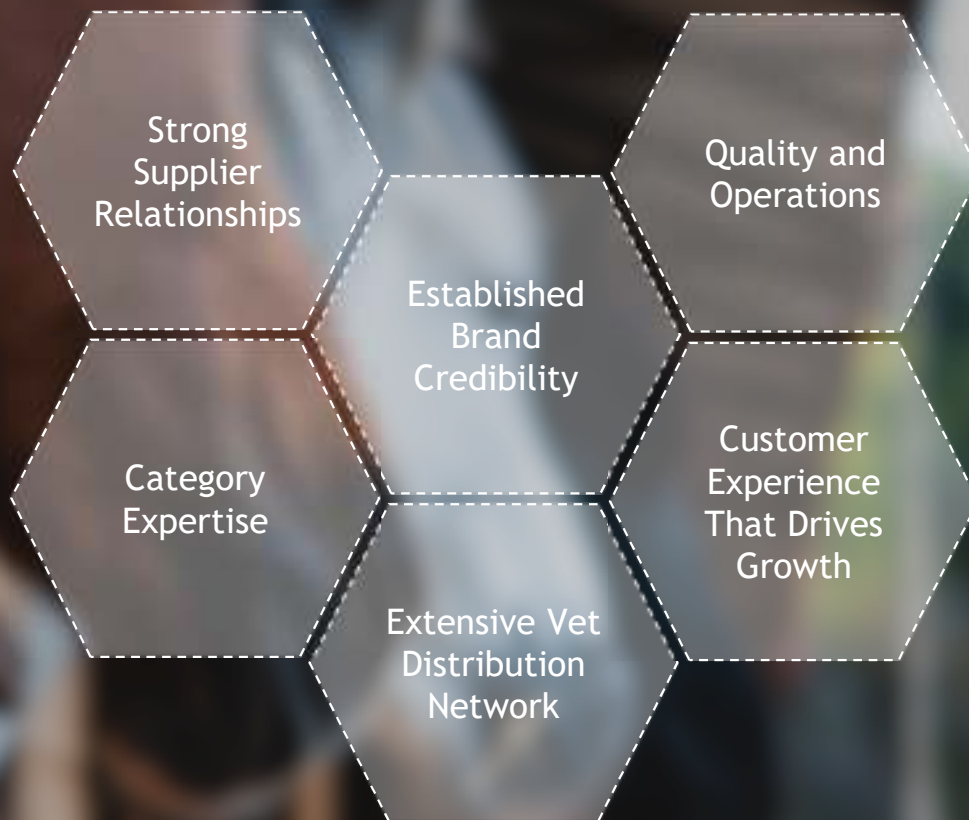 Strong
Supplier
Relationships
Quality and
Operations
Established
Brand
Credibility
Category
Expertise
Customer
Experience
That Drives
Growth
Extensive Vet
Distribution
Network